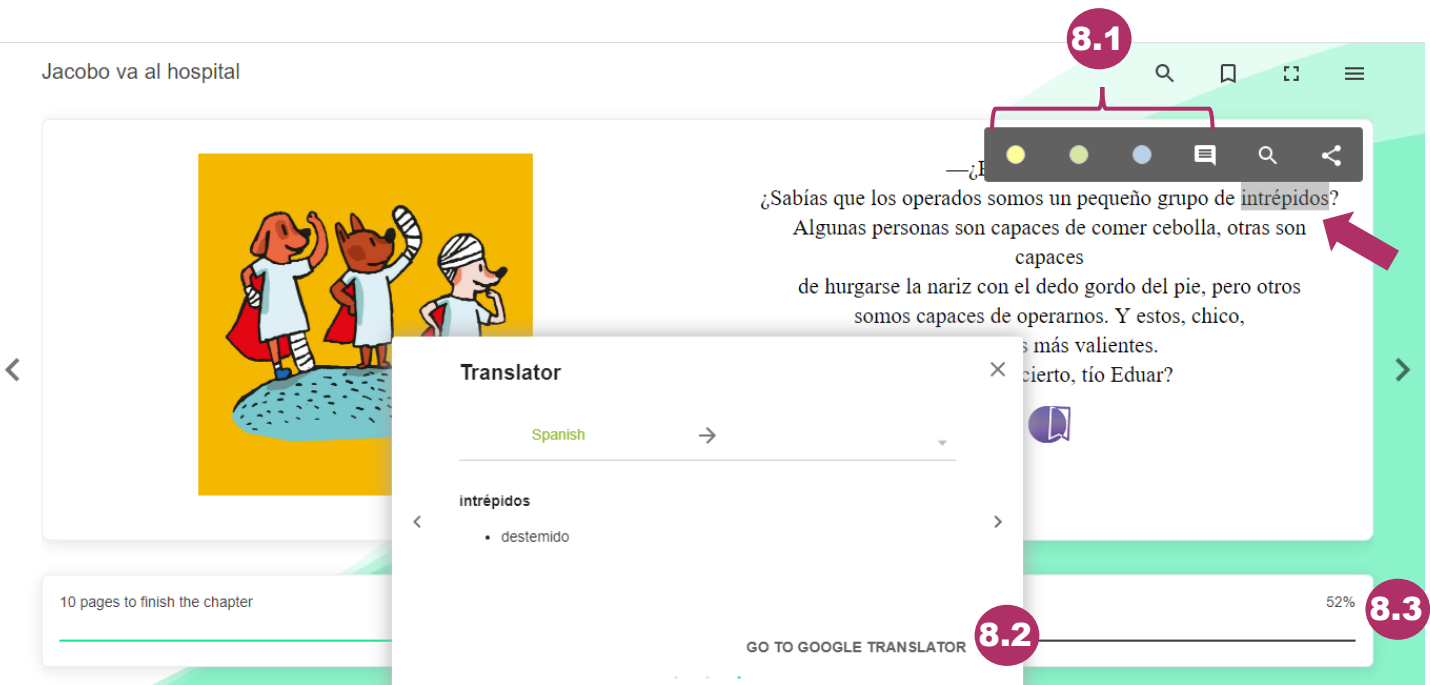 8.1
Jacobo va al hospital
—¿
¿Sabías que los operados somos un pequeño grupo de intrépidos?
Algunas personas son capaces de comer cebolla, otras son
capaces
de hurgarse la nariz con el dedo gordo del pie, pero otros
somos capaces de operarnos. Y estos, chico,
más valientes.
cierto, tío Eduar?
Translator
Spanish
intrépidos
• destemido
GO TO GOOGLE TRANSLATOR
8.2
10 pages to finish the chapter
52%
8.3